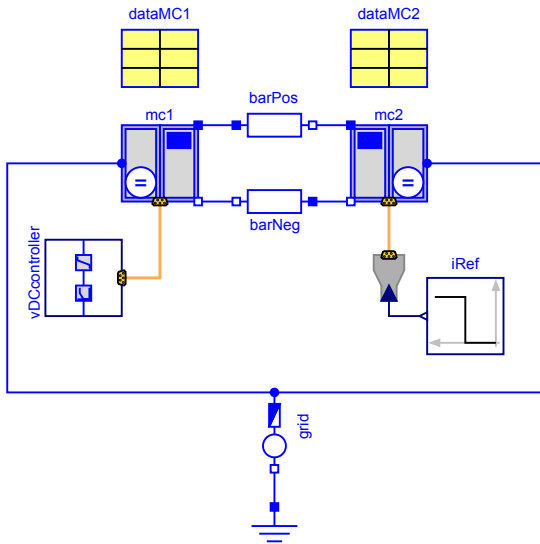 dataMC1
dataMC2
barPos
mc1
mc2
=
=
barNeg
vDCcontroller
iRef
grid